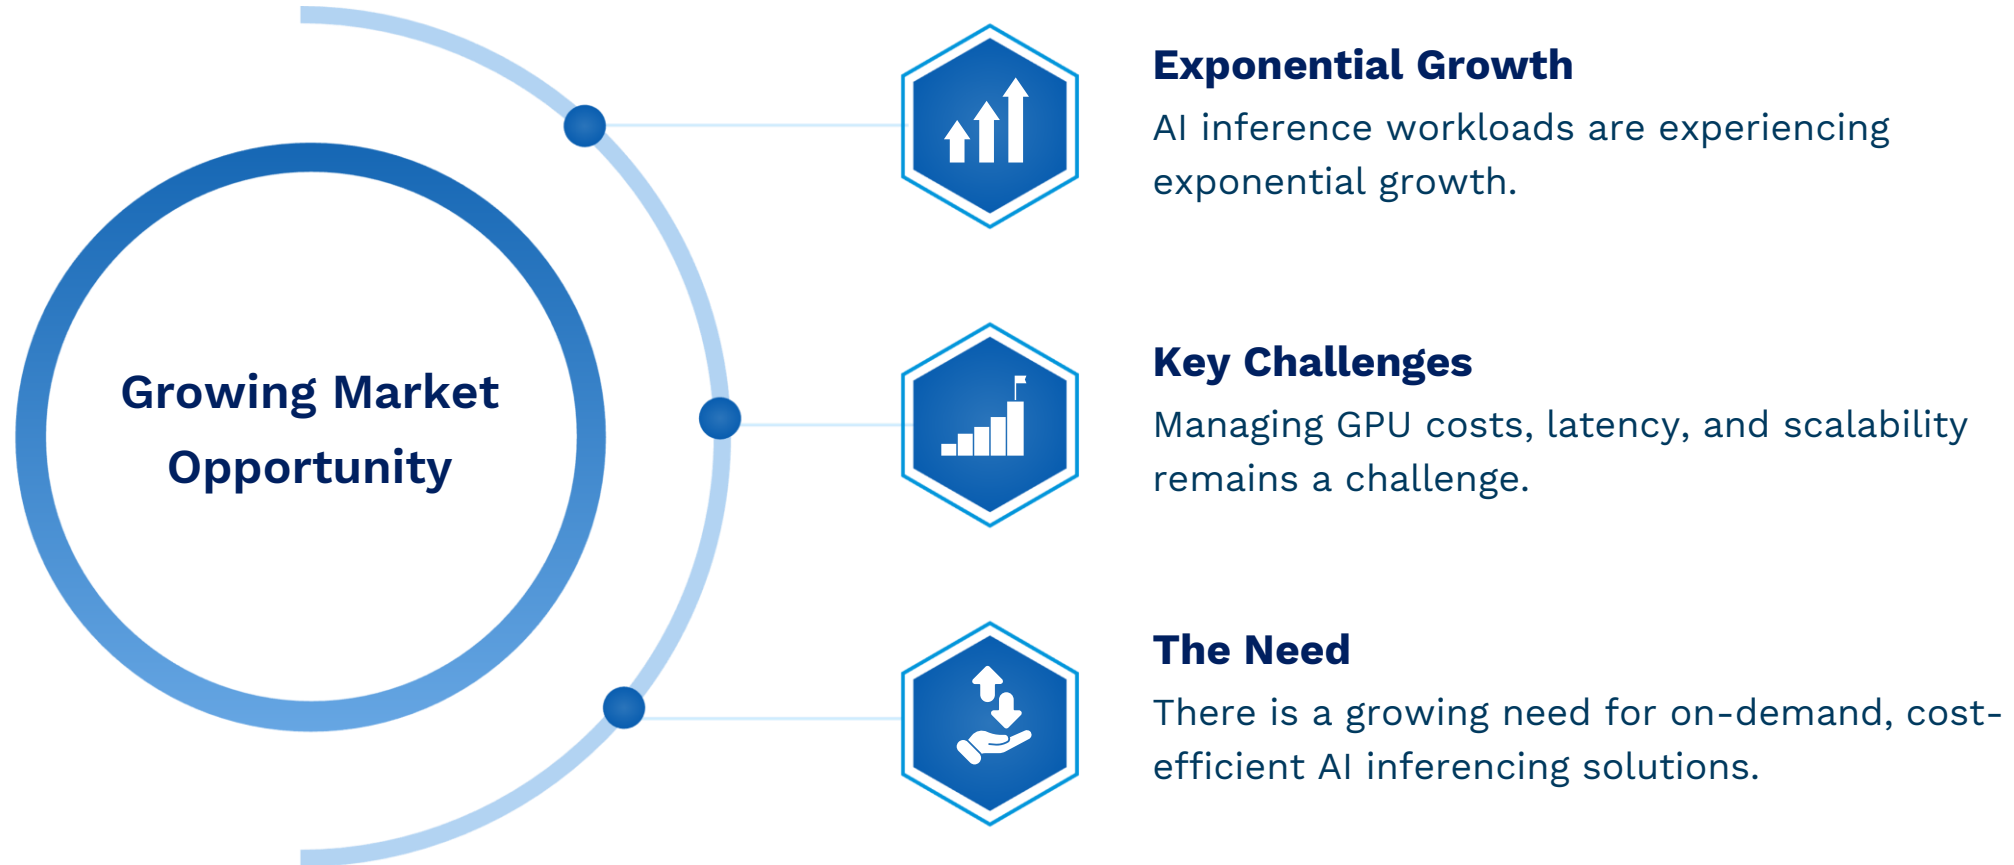 Growing Market
Opportunity
Exponential Growth
AI inference workloads are experiencing
exponential growth.
Key Challenges
Managing GPU costs, latency, and scalability
remains a challenge.
The Need
There is a growing need for on-demand, cost-
efficient AI inferencing solutions.